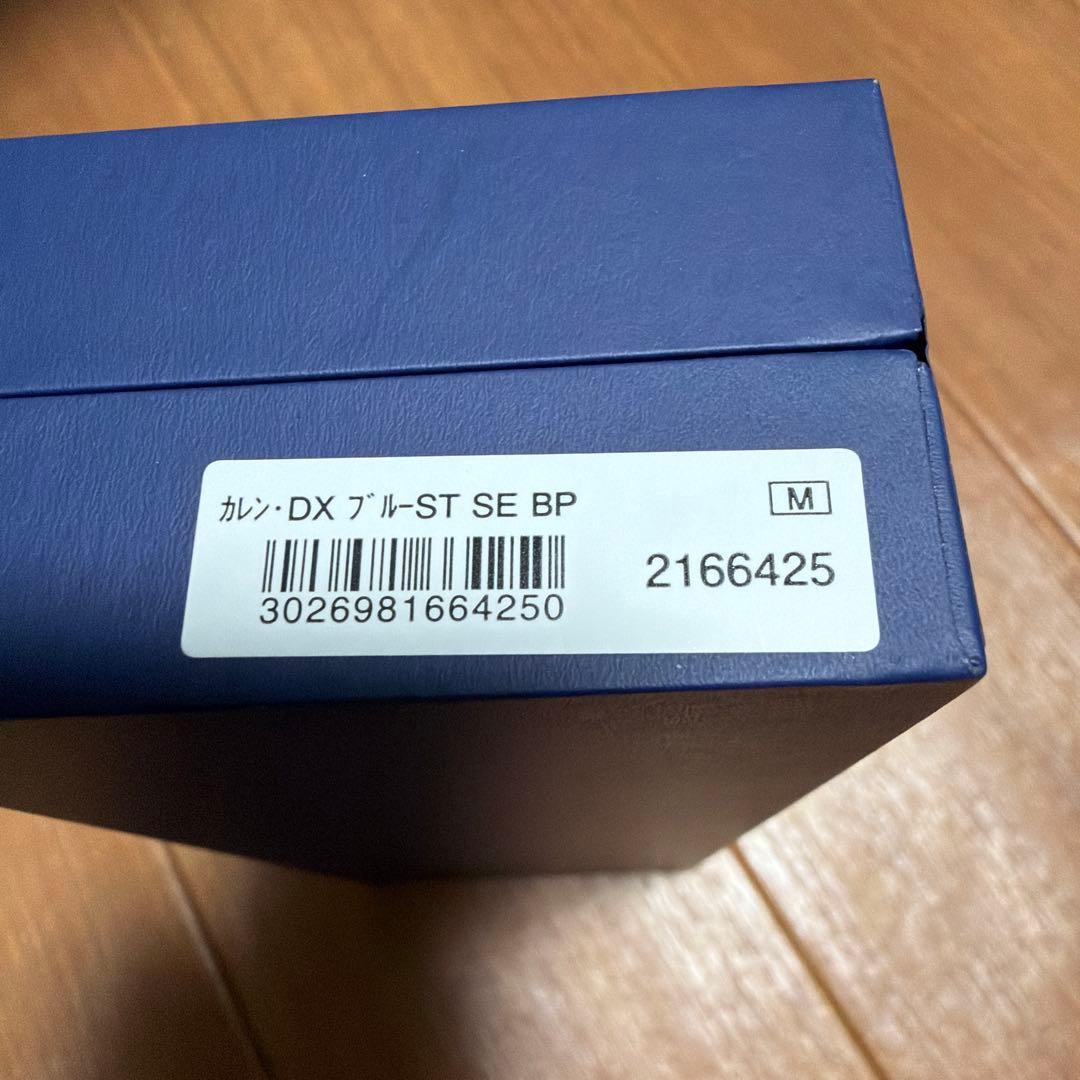 ｶﾚﾝ･DX ﾌﾞﾙｰST SE BP
M
3026981664250
2166425